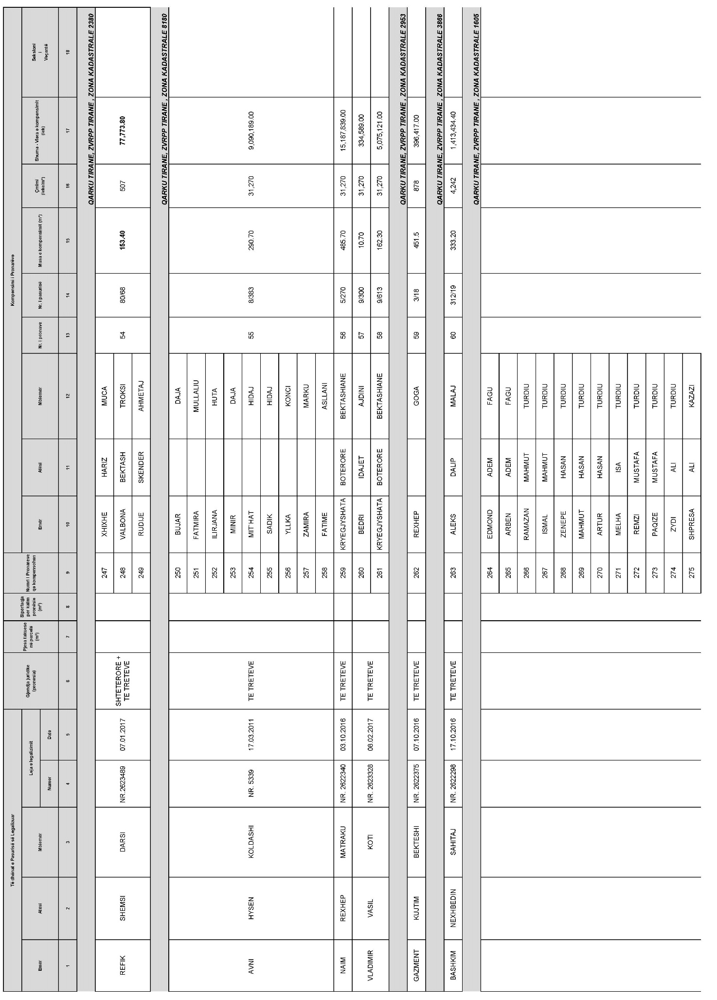 Të dhënat e Pasurisë së Legalizuar Kompensimi i Pronarëve
Emër Atësi Mbiemër Leja e legalizimit Gjendja juridike (pronësia) Pjesa takuese në parcelë (m²) Sipërfaqja per kalim pronësie (m²) Numri i Pronareve qe kompensohen Emër Atësi Mbiemër Nr. i pronave Nr. i pasurisë Masa e kompensimit (m²) Çmimi (lekë/m²) Shuma - Vlera e kompensimit (lek) Seksioni i Veçantë
Numer Date
1 2 3 4 5 6 7 8 9 10 11 12 13 14 15 16 17 18
QARKU TIRANE, ZVRPP TIRANE , ZONA KADASTRALE 2380
247 XHIXHE HARIZ MUCA
REFIK SHEMSI DARSI NR.2623489 07.01.2017 SHTETERORE + TE TRETEVE 248 VALBONA BEKTASH TROKSI 54 80/68 153.40 507 77,773.80
249 RUDIJE SKENDER AHMETAJ
QARKU TIRANE, ZVRPP TIRANE , ZONA KADASTRALE 8180
250 BUJAR DAJA
251 FATMIRA MULLALIU
252 ILIRJANA HUTA
253 MINIR DAJA
AVNI HYSEN KOLDASHI NR. 5339 17.03.2011 TE TRETEVE 254 MIT`HAT HIDAJ 55 8/383 290.70 31,270 9,090,189.00
255 SADIK HIDAJ
256 YLLKA KONCI
257 ZAMIRA MARKU
258 FATIME ASLLANI
NAIM REXHEP MATRAKU NR. 2622340 03.10.2016 TE TRETEVE 259 KRYEGJYSHATA BOTERORE BEKTASHIANE 56 5/270 485.70 31,270 15,187,839.00
VLADIMIR VASIL KOTI NR. 2623328 08.02.2017 TE TRETEVE 260 BEDRI IDAJET AJDINI 57 9/300 10.70 31,270 334,589.00
261 KRYEGJYSHATA BOTERORE BEKTASHIANE 58 9/613 162.30 31,270 5,075,121.00
QARKU TIRANE, ZVRPP TIRANE , ZONA KADASTRALE 2953
GAZMENT KUJTIM BEKTESHI NR. 2622375 07.10.2016 TE TRETEVE 262 REXHEP GOGA 59 3/18 451.5 878 396,417.00
QARKU TIRANE, ZVRPP TIRANE , ZONA KADASTRALE 3866
BASHKIM NEXHBEDIN SAHITAJ NR. 2622298 17.10.2016 TE TRETEVE 263 ALEKS DALIP MALAJ 60 312/19 333.20 4,242 1,413,434.40
QARKU TIRANE, ZVRPP TIRANE , ZONA KADASTRALE 1605
264 EDMOND ADEM FAGU
265 ARBEN ADEM FAGU
266 RAMAZAN MAHMUT TURDIU
267 ISMAL MAHMUT TURDIU
268 ZENEPE HASAN TURDIU
269 MAHMUT HASAN TURDIU
270 ARTUR HASAN TURDIU
271 MELHA ISA TURDIU
272 REMZI MUSTAFA TURDIU
273 PAQIZE MUSTAFA TURDIU
274 ZYDI ALI TURDIU
275 SHPRESA ALI KAZAZI